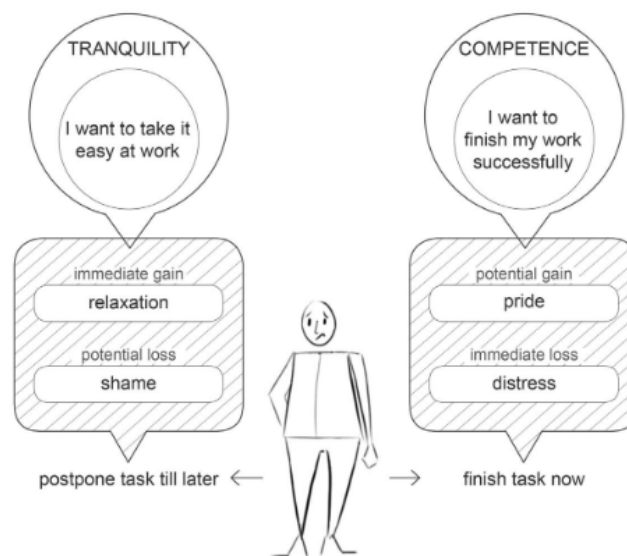 TRANQUILITY
I want to take it
easy at work
immediate gain
relaxation
potential loss
shame
postpone task till later
COMPETENCE
I want to
finish my work
successfully
potential gain
pride
immediate loss
distress
finish task now